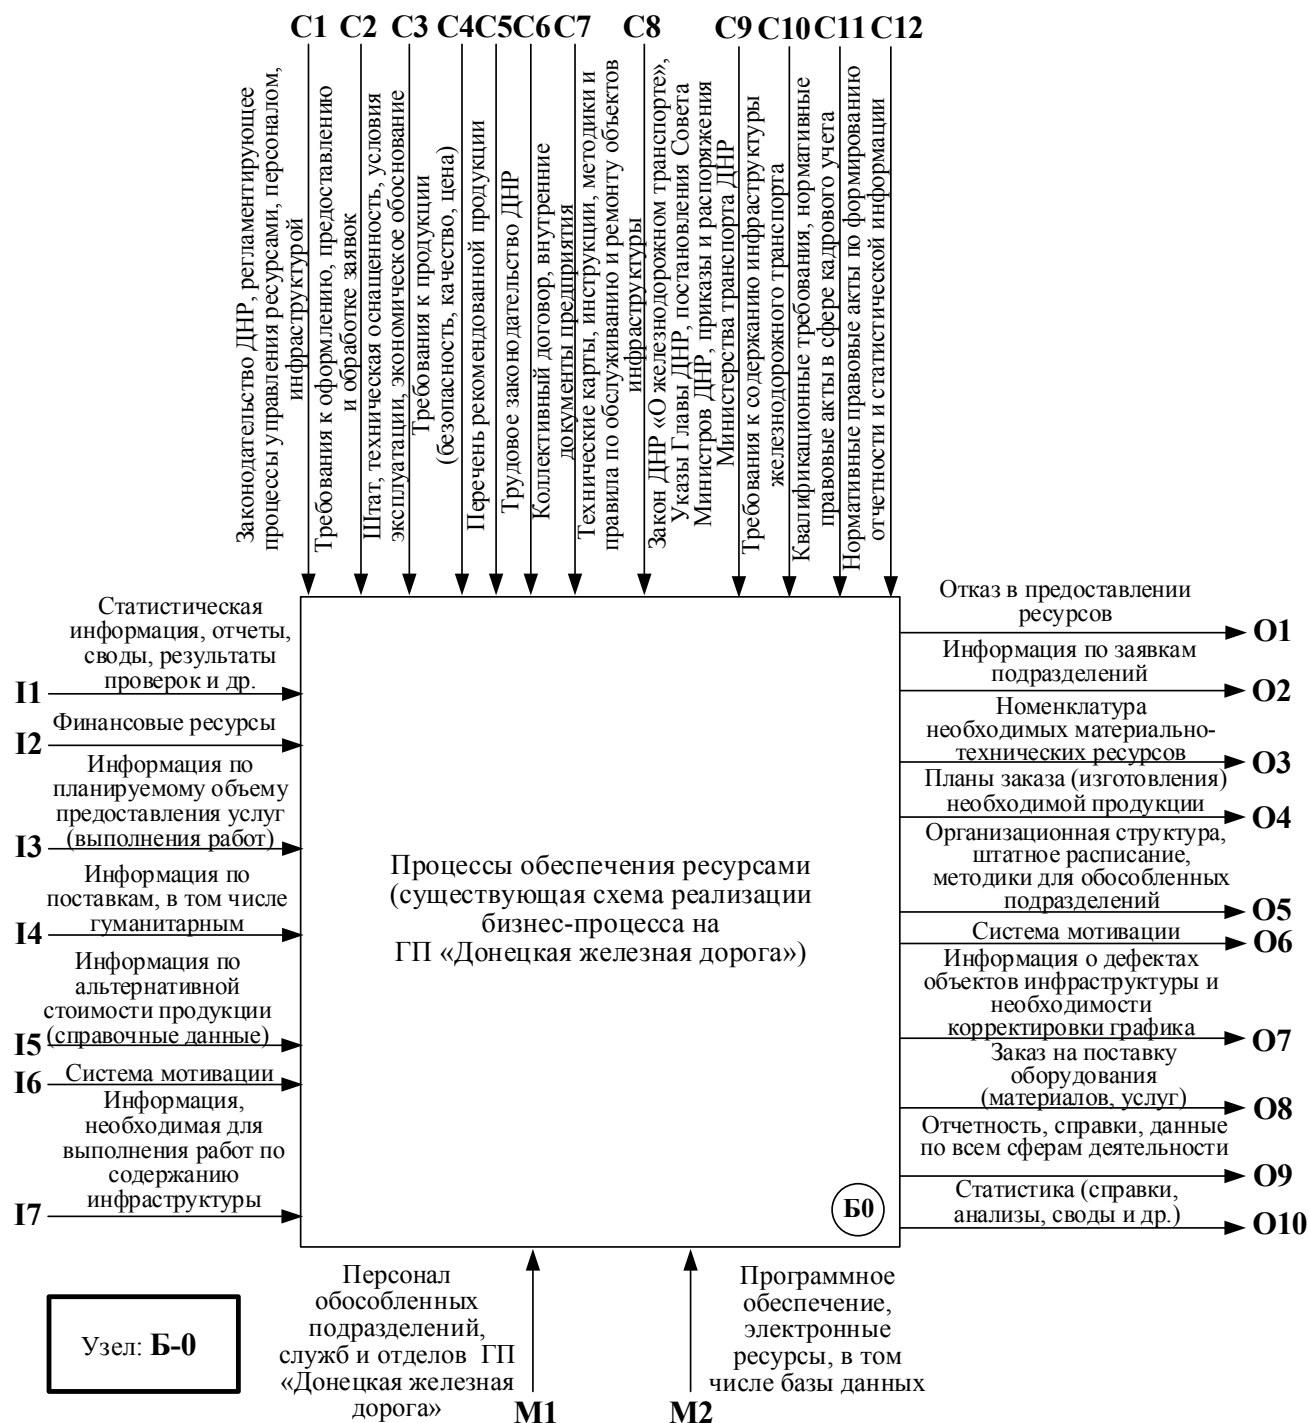 C1 C2 C3 C4 C5 C6 C7 C8 C9 C10 C11 C12
Законодательство ДНР, регламентирующее
процессы управления ресурсами, персоналом,
инфраструктурой
Требования к оформлению, предоставлению
и обработке заявок
Штат, техническая оснащенность, условия
эксплуатации, экономическое обоснование
Требования к продукции
(безопасность, качество, цена)
Перечень рекомендованной продукции
Трудовое законодательство ДНР
Коллективный договор, внутренние
документы предприятия
Технические карты, инструкции, методики и
правила по обслуживанию и ремонту объектов
инфраструктуры
Закон ДНР «О железнодорожном транспорте»,
Указы Главы ДНР, постановления Совета
Министров ДНР, приказы и распоряжения
Министерства транспорта ДНР
Требования к содержанию инфраструктуры
железнодорожного транспорта
Квалификационные требования, нормативные
правовые акты в сфере кадрового учета
Нормативные правовые акты по формированию
отчетности и статистической информации
Статистическая
информация, отчеты,
своды, результаты
проверок и др.
I1
Финансовые ресурсы
I2
Информация по
планируемому объему
предоставления услуг
(выполнения работ)
I3
Информация по
поставкам, в том числе
гуманитарным
I4
Информация по
альтернативной
стоимости продукции
(справочные данные)
I5
Система мотивации
I6
Информация,
необходимая для
выполнения работ по
содержанию
инфраструктуры
I7
Процессы обеспечения ресурсами
(существующая схема реализации
бизнес-процесса на
ГП «Донецкая железная дорога»)
Б0
Отказ в предоставлении
ресурсов
O1
Информация по заявкам
подразделений
O2
Номенклатура
необходимых материально-
технических ресурсов
O3
Планы заказа (изготовления)
необходимой продукции
O4
Организационная структура,
штатное расписание,
методики для обособленных
подразделений
O5
Система мотивации
O6
Информация о дефектах
объектов инфраструктуры и
необходимости
корректировки графика
O7
Заказ на поставку
оборудования
(материалов, услуг)
O8
Отчетность, справки, данные
по всем сферам деятельности
O9
Статистика (справки,
анализы, своды и др.)
O10
Узел: Б-0
Персонал
обособленных
подразделений,
служб и отделов ГП
«Донецкая железная
дорога»
M1
Программное
обеспечение,
электронные
ресурсы, в том
числе базы данных
M2